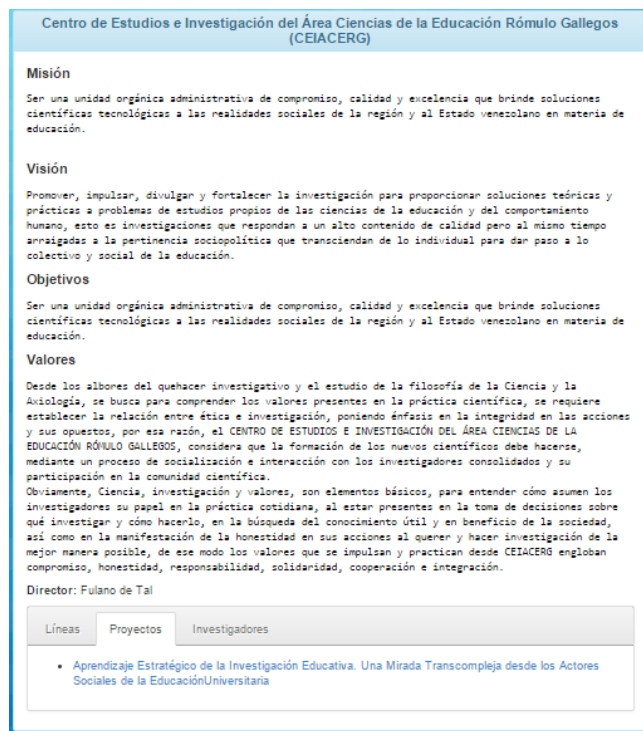 Centro de Estudios e Investigación del Área Ciencias de la Educación Rómulo Gallegos
(CEIACERG)
Misión
Ser una unidad orgánica administrativa de compromiso, calidad y excelencia que brinde soluciones
científicas tecnológicas a las realidades sociales de la región y al Estado venezolano en materia de
educación.
Visión
Promover, impulsar, divulgar y fortalecer la investigación para proporcionar soluciones teóricas y
prácticas a problemas de estudios propios de las ciencias de la educación y del comportamiento
humano, esto es investigaciones que respondan a un alto contenido de calidad pero al mismo tiempo
arraigadas a la pertinencia sociopolítica que transciendan de lo individual para dar paso a lo
colectivo y social de la educación.
Objetivos
Ser una unidad orgánica administrativa de compromiso, calidad y excelencia que brinde soluciones
científicas tecnológicas a las realidades sociales de la región y al Estado venezolano en materia de
educación.
Valores
Desde los albores del quehacer investigativo y el estudio de la filosofía de la Ciencia y la
Axiología, se busca para comprender los valores presentes en la práctica científica, se requiere
establecer la relación entre ética e investigación, poniendo énfasis en la integridad en las acciones
y sus opuestos, por esa razón, el CENTRO DE ESTUDIOS E INVESTIGACIÓN DEL ÁREA CIENCIAS DE LA
EDUCACIÓN RÓMULO GALLEGOS, considera que la formación de los nuevos científicos debe hacerse,
mediante un proceso de socialización e interacción con los investigadores consolidados y su
participación en la comunidad científica.
Obviamente, Ciencia, investigación y valores, son elementos básicos, para entender cómo asumen los
investigadores su papel en la práctica cotidiana, al estar presentes en la toma de decisiones sobre
qué investigar y cómo hacerlo, en la búsqueda del conocimiento útil y en beneficio de la sociedad,
así como en la manifestación de la honestidad en sus acciones al querer y hacer investigación de la
mejor manera posible, de ese modo los valores que se impulsan y practican desde CEIACERG engloban
compromiso, honestidad, responsabilidad, solidaridad, cooperación e integración.
Director: Fulano de Tal
Líneas Proyectos Investigadores
• Aprendizaje Estratégico de la Investigación Educativa. Una Mirada Transcompleja desde los Actores
Sociales de la EducaciónUniversitaria